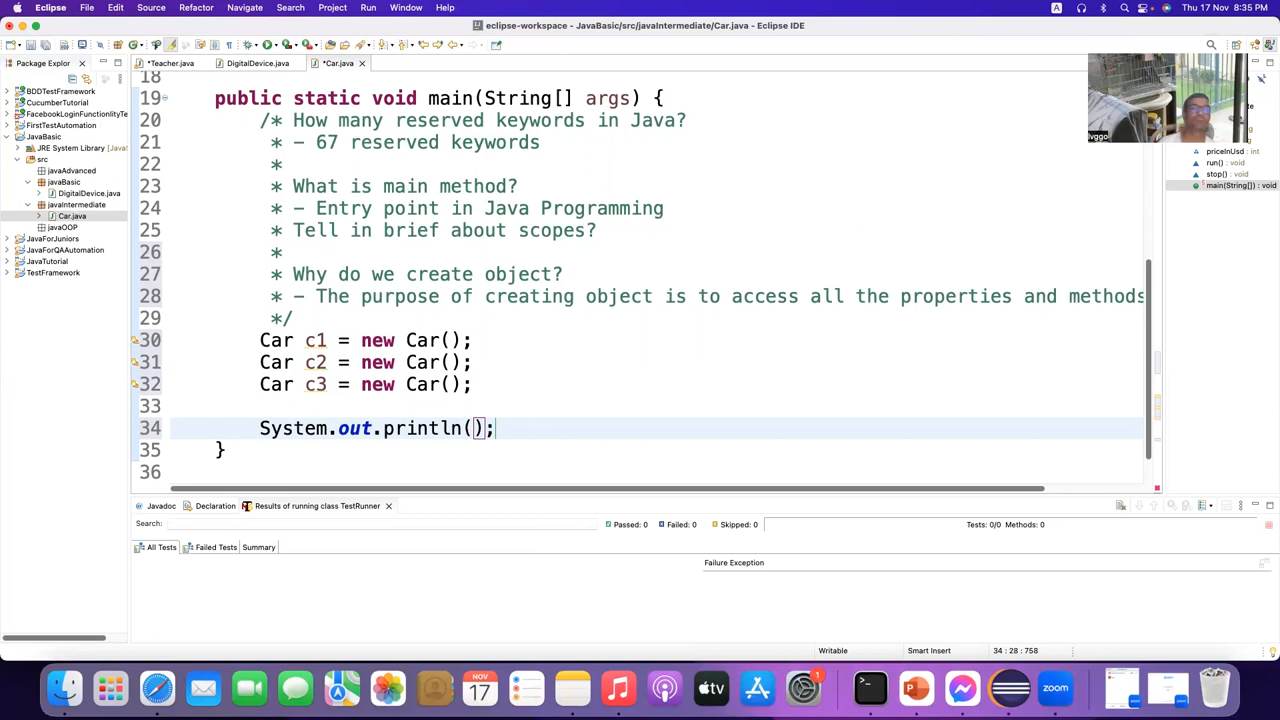 Eclipse File Edit Source Refactor Navigate Search Project Run Window Help A Thu 17 Nov 8:35 PM
eclipse-workspace - JavaBasic/src/javaIntermediate/Car.java - Eclipse IDE
Package Explor
*Teacher.java DigitalDevice.java *Car.java
BDDTestFramework
CucumberTutorial
FacebookLoginFunctionlityTe
FirstTestAutomation
JavaBasic
JRE System Library [Java
src
javaAdvanced
javaBasic
DigitalDevice.java
javaIntermediate
Car.java
javaOOP
JavaForJuniors
JavaForQAAutomation
JavaTutorial
TestFramework
18
19 public static void main(String[] args) {
20 /* How many reserved keywords in Java?
21 * - 67 reserved keywords
22 *
23 * What is main method?
24 * - Entry point in Java Programming
25 * Tell in brief about scopes?
26 *
27 * Why do we create object?
28 * - The purpose of creating object is to access all the properties and methods
29 */
30 Car c1 = new Car();
31 Car c2 = new Car();
32 Car c3 = new Car();
33
34 System.out.println();
35 }
36
priceInUsd : int
run() : void
stop() : void
main(String[]) : void
Javadoc Declaration Results of running class TestRunner
Search: Passed: 0 Failed: 0 Skipped: 0 Tests: 0/0 Methods: 0
All Tests Failed Tests Summary
Failure Exception
Writable Smart Insert 34 : 28 : 758
NOV
17
tv
1
zoom